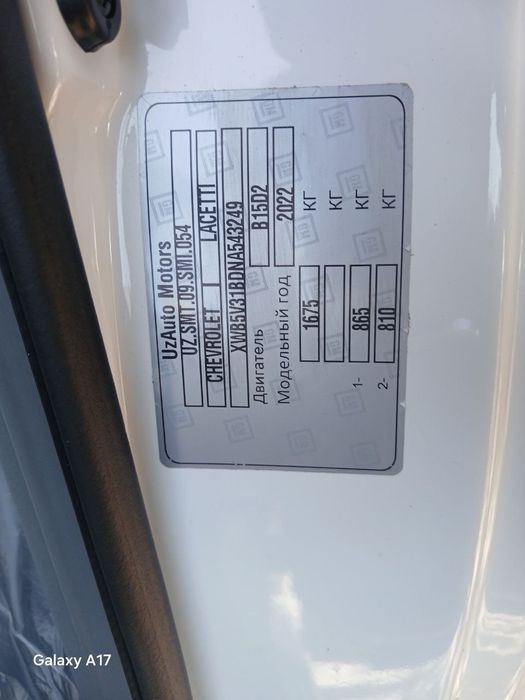 UzAuto Motors
UZ.SMT.09.SMI.054
CHEVROLET LACETTI
XWB5V31BDNA543249
Двигатель B15D2
Модельный год 2022
1675 КГ
КГ
1- 865 КГ
2- 810 КГ
Galaxy A17